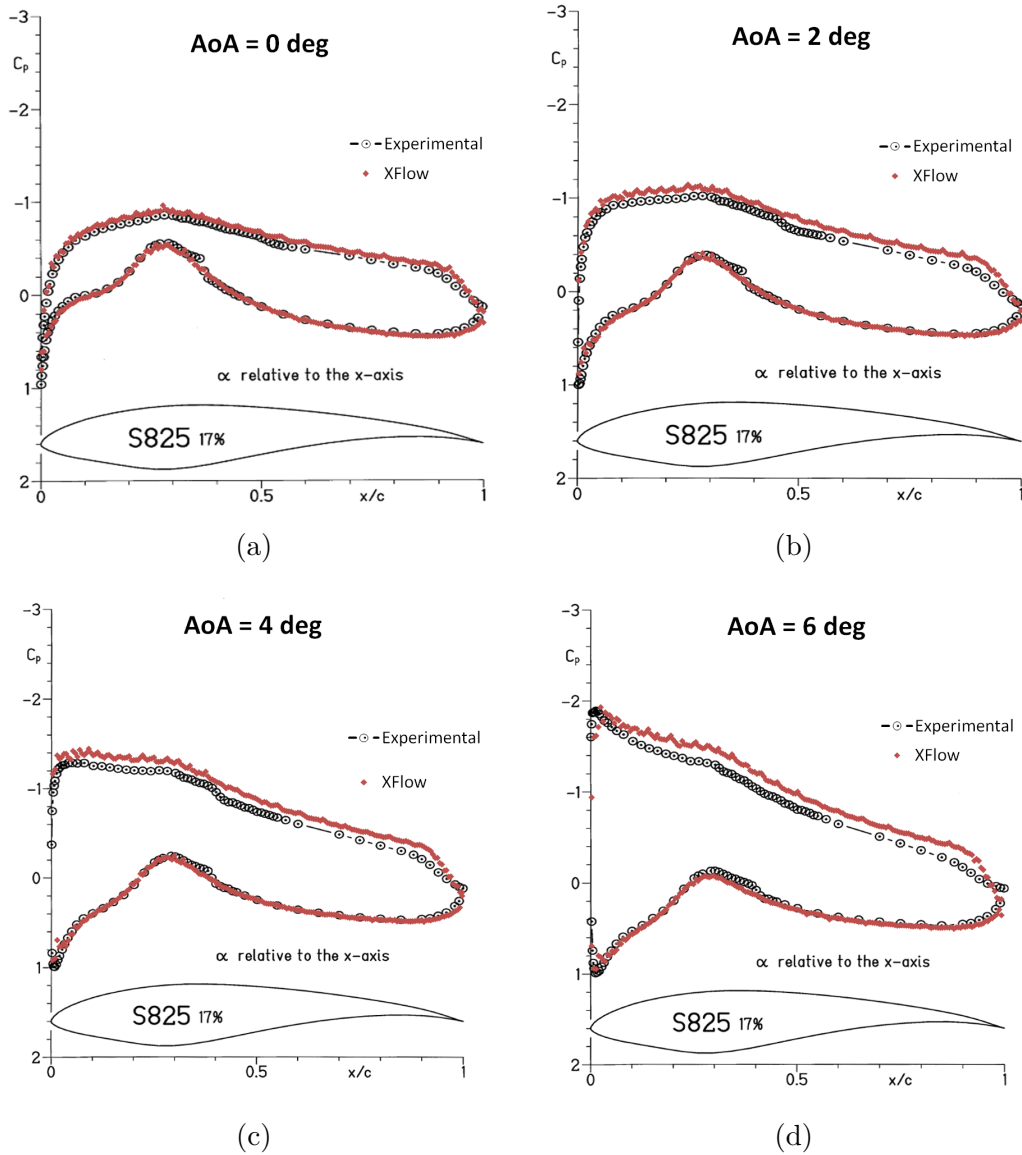 AoA = 0 deg
-3
Cp
-2
-1
0
1
2
Experimental
XFlow
α relative to the x-axis
S825 17%
0
0.5
x/c
1
(a)
AoA = 2 deg
-3
Cp
-2
-1
0
1
2
Experimental
XFlow
α relative to the x-axis
S825 17%
0
0.5
x/c
1
(b)
AoA = 4 deg
-3
Cp
-2
-1
0
1
2
Experimental
XFlow
α relative to the x-axis
S825 17%
0
0.5
x/c
1
(c)
AoA = 6 deg
-3
Cp
-2
-1
0
1
2
Experimental
XFlow
α relative to the x-axis
S825 17%
0
0.5
x/c
1
(d)